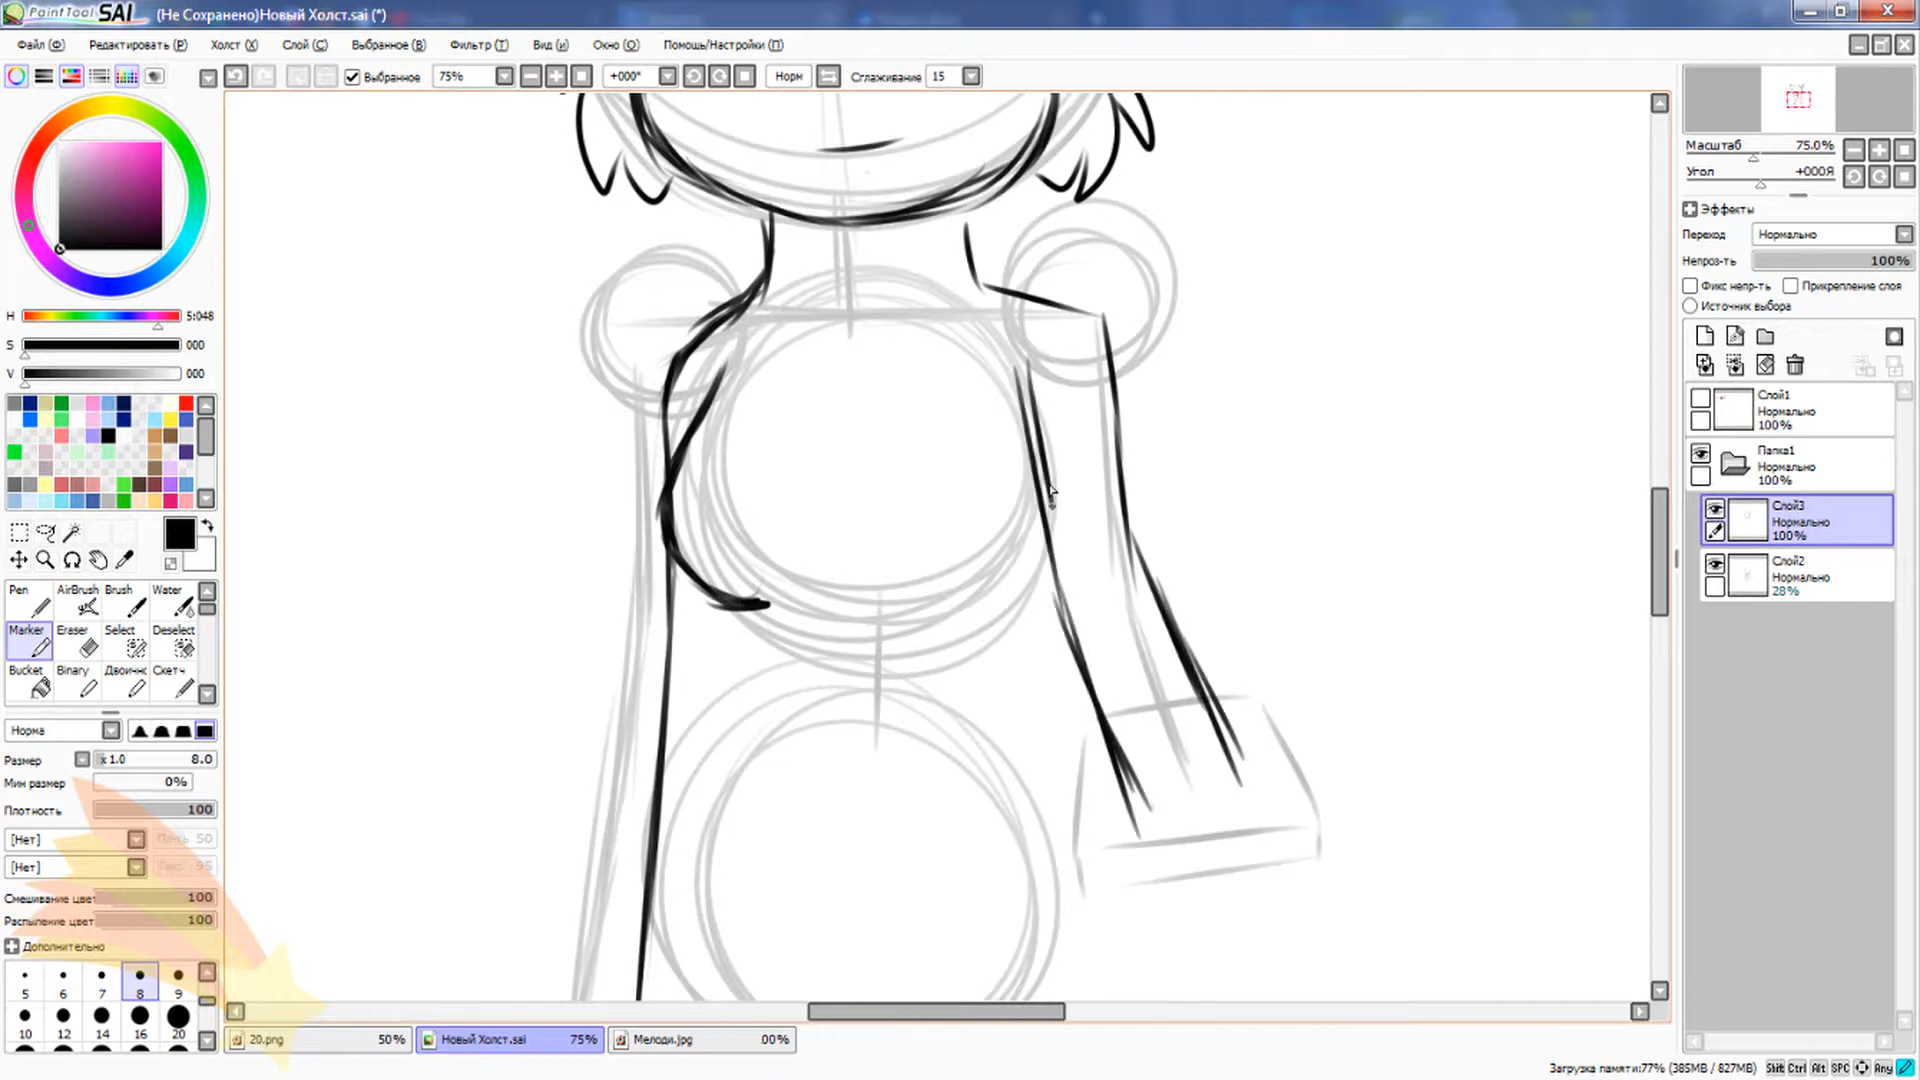 PaintTool SAI (Не Сохранено)Новый Холст.sai (*)
Файл (Ф) Редактировать (Р) Холст (Х) Слой (С) Выбранное (В) Фильтр (Т) Вид (и) Окно (О) Помощь/Настройки (П)
Выбранное 75% +000° Норм Сглаживание 15
Масштаб 75.0%
Угол +000Я
Эффекты
Переход Нормально
Непроз-ть 100%
Фикс непр-ть Прикрепление слоя
Источник выбора
H 5:048
S 000
V 000
Слой1
Нормально
100%
Папка1
Нормально
100%
Слой3
Нормально
100%
Слой2
Нормально
28%
Pen AirBrush Brush Water
Marker Eraser Select Deselect
Bucket Binary Двоичн Скетч
Норма
Размер x 1.0 8.0
Мин размер 0%
Плотность 100
[Нет] 50
[Нет] 95
Смешивание цвет 100
Распыление цвет 100
Дополнительно
5 6 7 8 9
10 12 14 16 20
20.png 50% Новый Холст.sai 75% Мелоди.jpg 00%
Загрузка памяти:77% (385MB / 827MB) Shift Ctrl Alt SPC Any